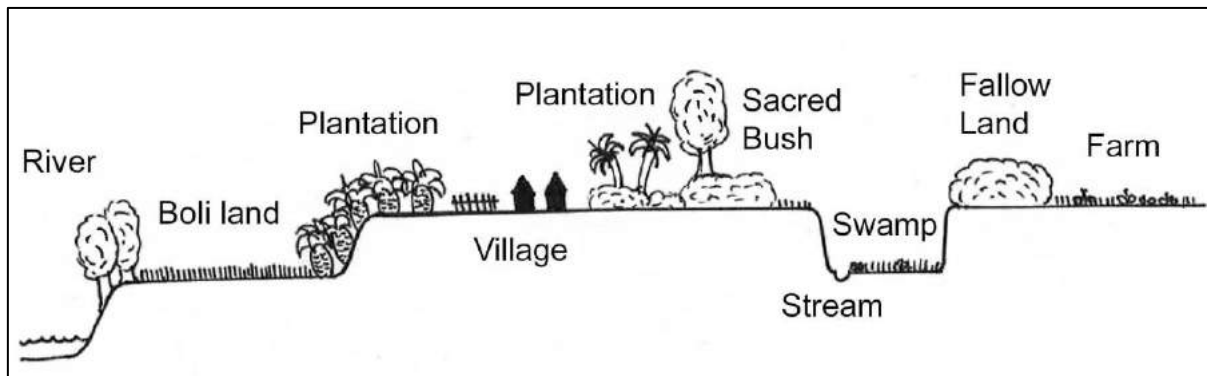 River
Boli land
Plantation
Village
Plantation
Sacred
Bush
Swamp
Stream
Fallow
Land
Farm